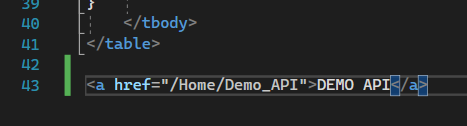 39 }
40 </tbody>
41 </table>
42
43 <a href="/Home/Demo_API">DEMO API</a>